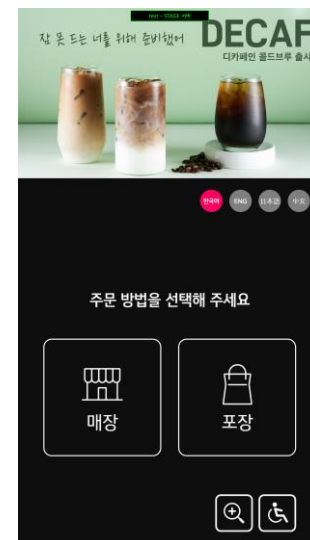 잠 못 드는 너를 위해 준비했어
DECAF
디카페인 콜드브루 출시
한국어 ENG 日本語 中文
주문 방법을 선택해 주세요
매장 포장